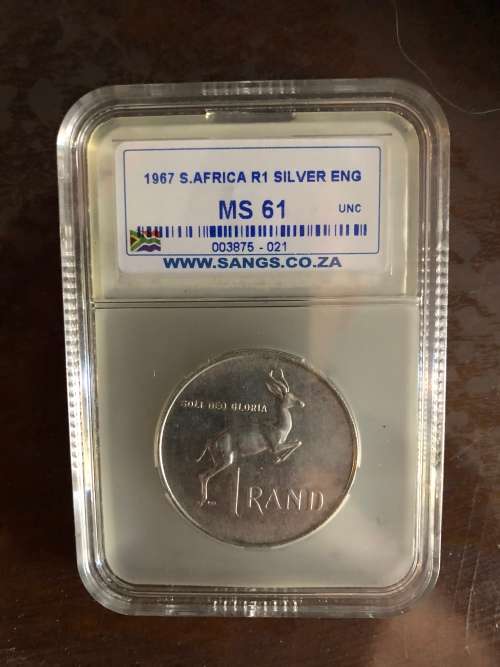 1967 S.AFRICA R1 SILVER ENG
MS 61 UNC
003875 - 021
WWW.SANGS.CO.ZA
SOLI DEO GLORIA
1 RAND